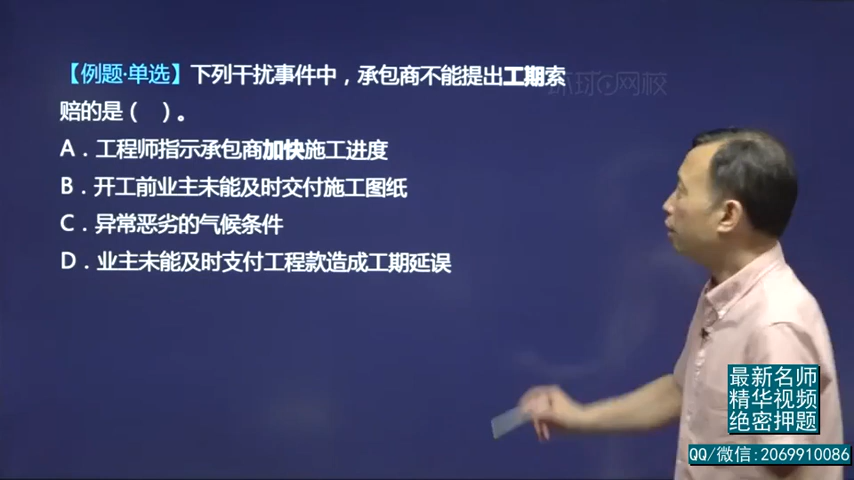 【例题·单选】下列干扰事件中，承包商不能提出工期索
赔的是（　）。
A．工程师指示承包商加快施工进度
B．开工前业主未能及时交付施工图纸
C．异常恶劣的气候条件
D．业主未能及时支付工程款造成工期延误
环球网校
最新名师
精华视频
绝密押题
QQ/微信:2069910086